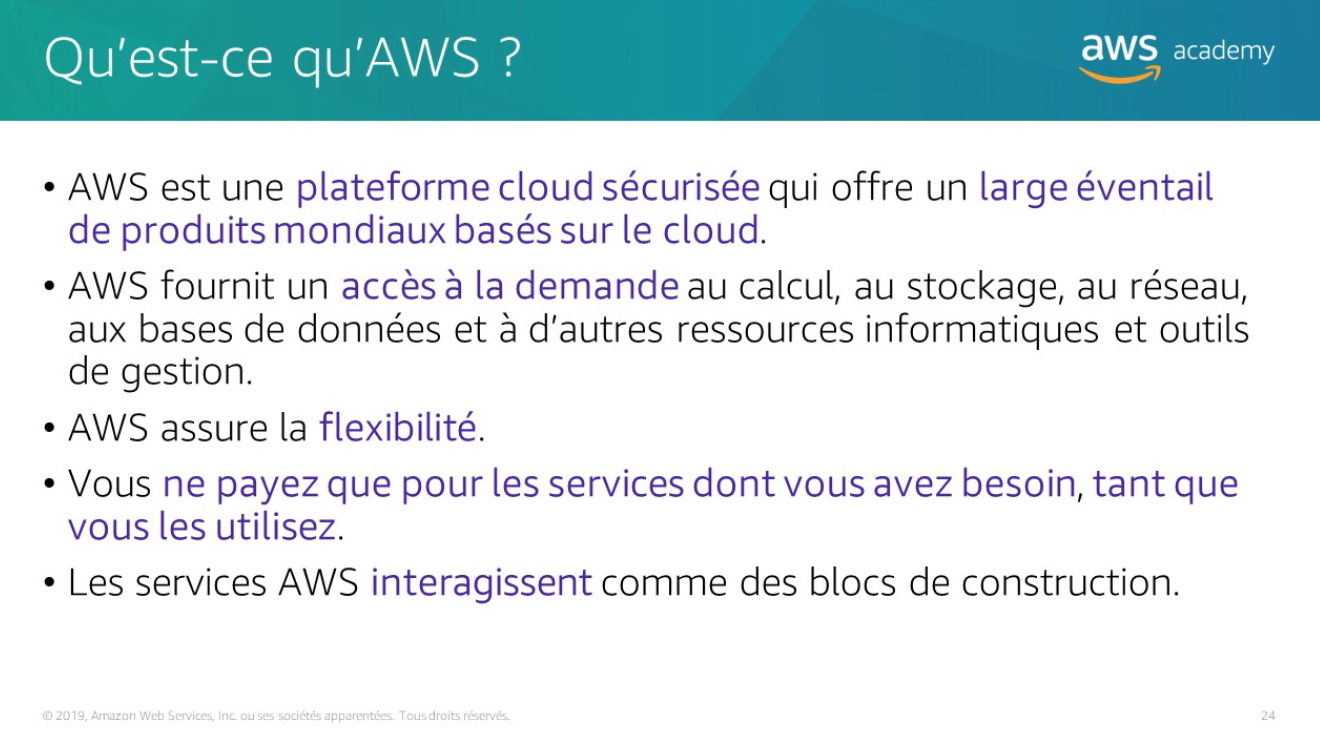 Qu’est-ce qu’AWS ?
aws academy
• AWS est une plateforme cloud sécurisée qui offre un large éventail
de produits mondiaux basés sur le cloud.
• AWS fournit un accès à la demande au calcul, au stockage, au réseau,
aux bases de données et à d’autres ressources informatiques et outils
de gestion.
• AWS assure la flexibilité.
• Vous ne payez que pour les services dont vous avez besoin, tant que
vous les utilisez.
• Les services AWS interagissent comme des blocs de construction.
© 2019, Amazon Web Services, Inc. ou ses sociétés apparentées. Tous droits réservés.
24